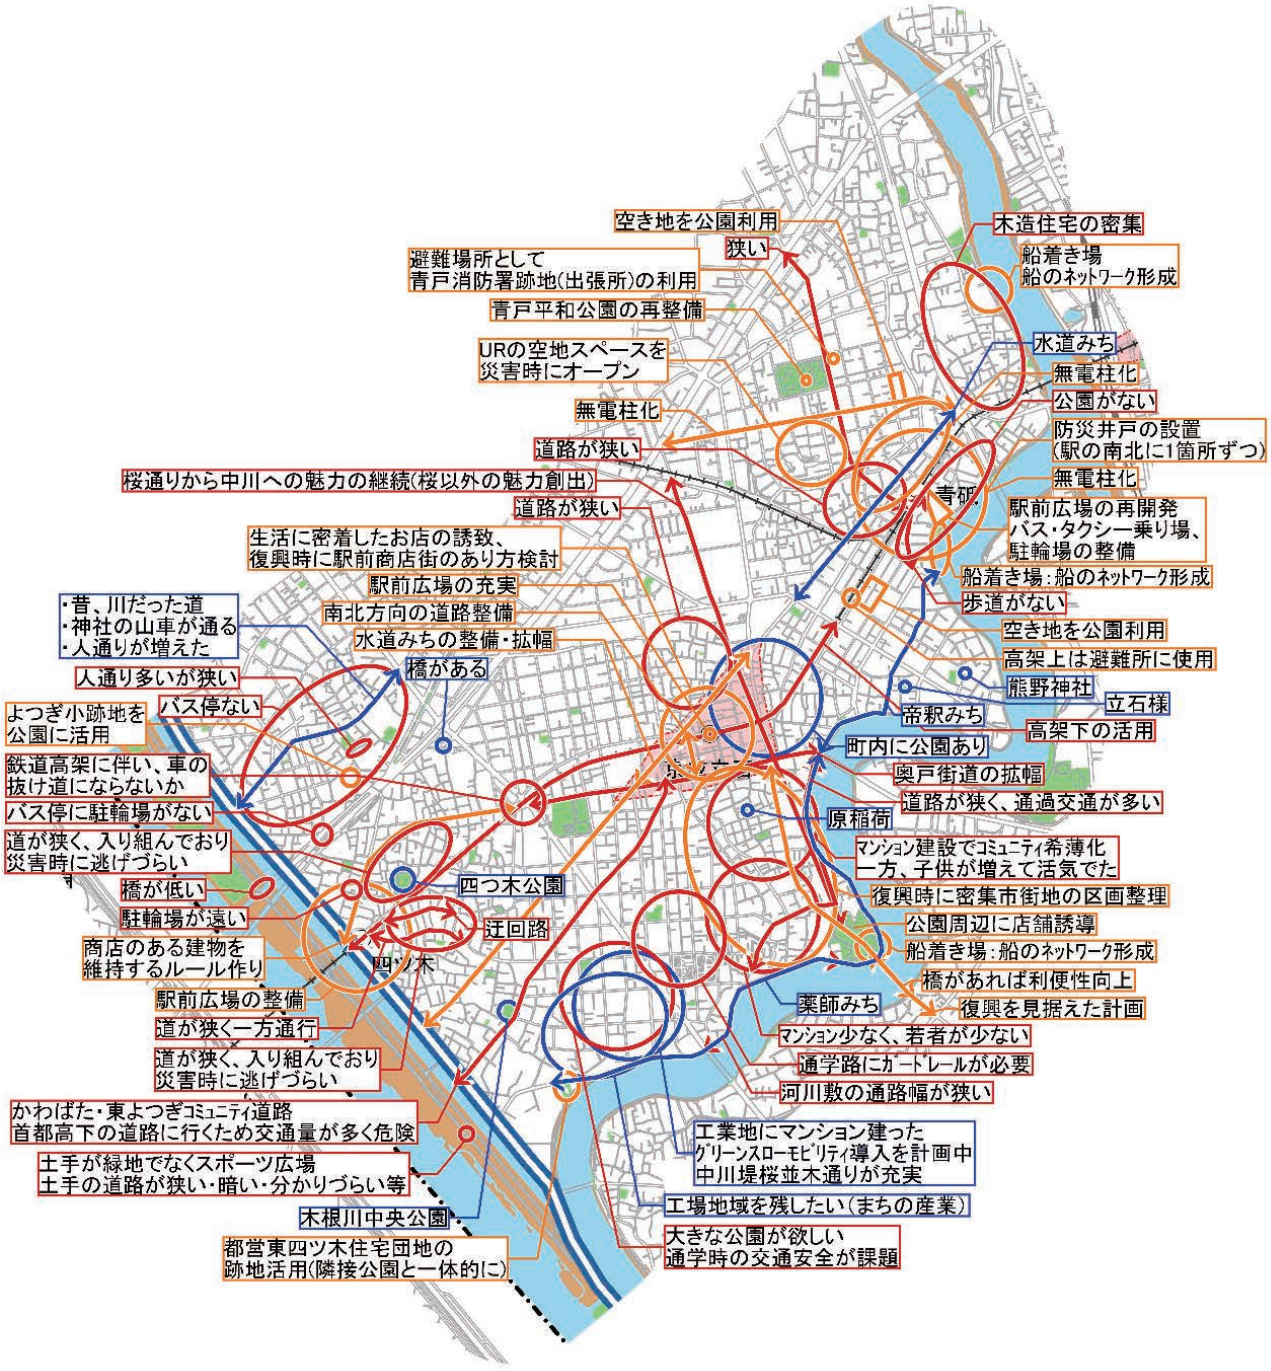 空き地を公園利用
狭い
木造住宅の密集
避難場所として
青戸消防署跡地(出張所)の利用
船着き場
船のネットワーク形成
青戸平和公園の再整備
水道みち
URの空地スペースを
災害時にオープン
無電柱化
公園がない
無電柱化
道路が狭い
防災井戸の設置
(駅の南北に1箇所ずつ)
桜通りから中川への魅力の継続(桜以外の魅力創出)
無電柱化
青砥
道路が狭い
駅前広場の再開発
バス・タクシー乗り場、
駐輪場の整備
生活に密着したお店の誘致、
復興時に駅前商店街のあり方検討
船着き場:船のネットワーク形成
駅前広場の充実
歩道がない
・昔、川だった道
・神社の山車が通る
・人通りが増えた
南北方向の道路整備
空き地を公園利用
水道みちの整備・拡幅
高架上は避難所に使用
橋がある
人通り多いが狭い
熊野神社
バス停ない
立石様
よつぎ小跡地を
公園に活用
帝釈みち
高架下の活用
町内に公園あり
鉄道高架に伴い、車の
抜け道にならないか
京成立石
奥戸街道の拡幅
バス停に駐輪場がない
道路が狭く、通過交通が多い
原稲荷
道が狭く、入り組んでおり
災害時に逃げづらい
マンション建設でコミュニティ希薄化
一方、子供が増えて活気でた
橋が低い
四つ木公園
復興時に密集市街地の区画整理
駐輪場が遠い
迂回路
公園周辺に店舗誘導
商店のある建物を
維持するルール作り
船着き場:船のネットワーク形成
四ツ木
橋があれば利便性向上
駅前広場の整備
薬師みち
復興を見据えた計画
道が狭く一方通行
マンション少なく、若者が少ない
道が狭く、入り組んでおり
災害時に逃げづらい
通学路にガードレールが必要
河川敷の通路幅が狭い
かわばた・東よつぎコミュニティ道路
首都高下の道路に行くため交通量が多く危険
工業地にマンション建った
グリーンスローモビリティ導入を計画中
中川堤桜並木通りが充実
土手が緑地でなくスポーツ広場
土手の道路が狭い・暗い・分かりづらい等
工場地域を残したい(まちの産業)
木根川中央公園
都営東四ツ木住宅団地の
跡地活用(隣接公園と一体的に)
大きな公園が欲しい
通学時の交通安全が課題